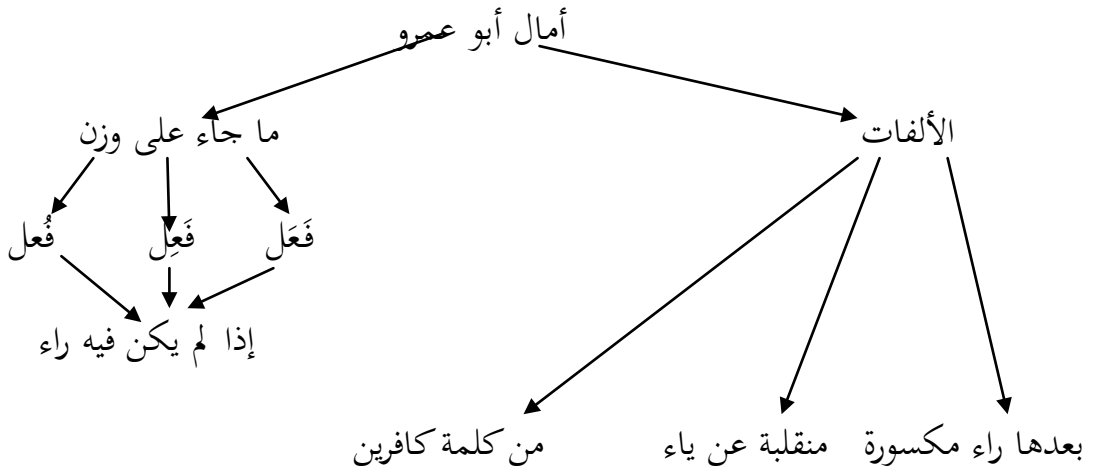 أمال أبو عمرو
الألفات ما جاء على وزن
فَعَل فَعِل فُعل
إذا لم يكن فيه راء
بعدها راء مكسورة منقلبة عن ياء من كلمة كافرين